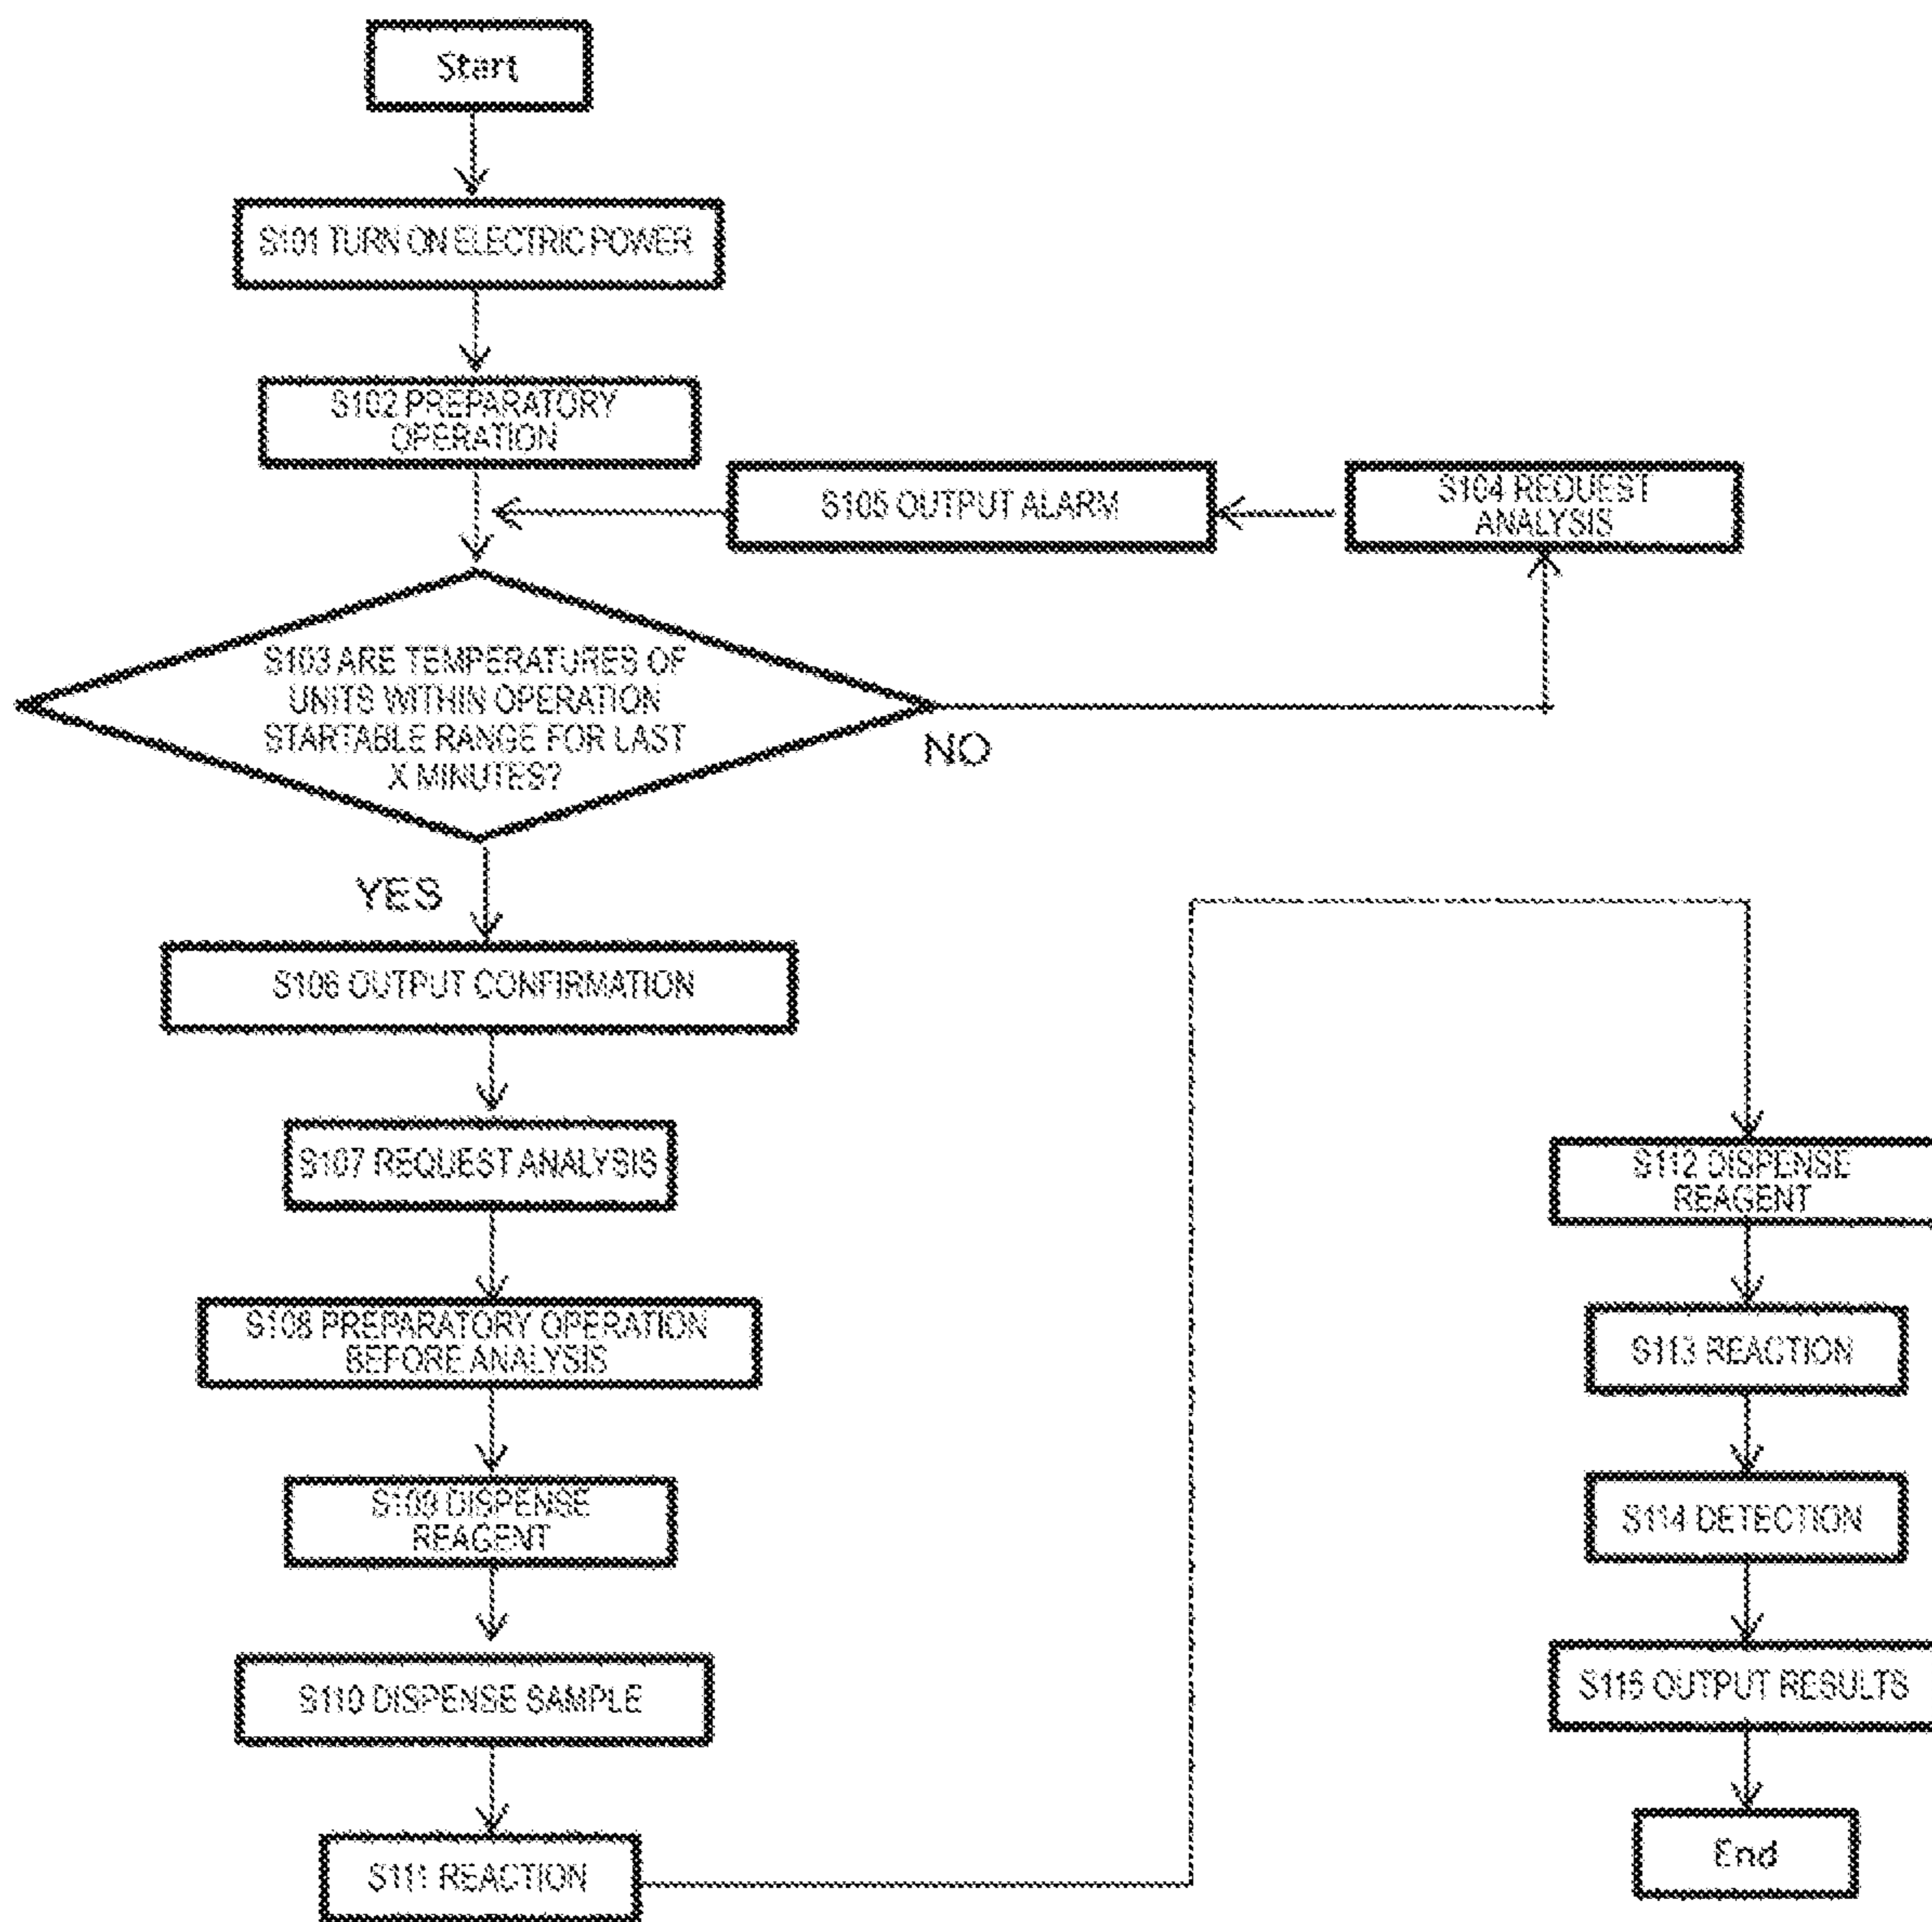 Start
S101 TURN ON ELECTRIC POWER
S102 PREPARATORY
OPERATION
S105 OUTPUT ALARM
S104 REQUEST
ANALYSIS
S103 ARE TEMPERATURES OF
UNITS WITHIN OPERATION
STARTABLE RANGE FOR LAST
X MINUTES?
NO
YES
S106 OUTPUT CONFIRMATION
S107 REQUEST ANALYSIS
S108 PREPARATORY OPERATION
BEFORE ANALYSIS
S109 DISPENSE
REAGENT
S110 DISPENSE SAMPLE
S111 REACTION
S112 DISPENSE
REAGENT
S113 REACTION
S114 DETECTION
S115 OUTPUT RESULTS
End